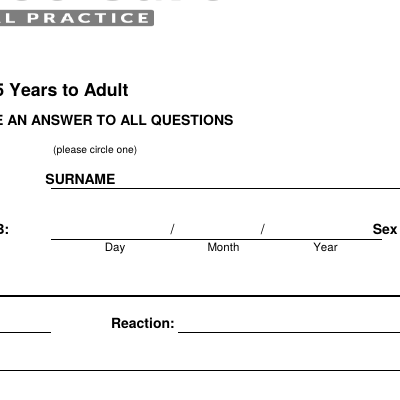 L PRACTICE
5 Years to Adult
E AN ANSWER TO ALL QUESTIONS
(please circle one)
SURNAME
B: / / Sex
Day Month Year
Reaction: